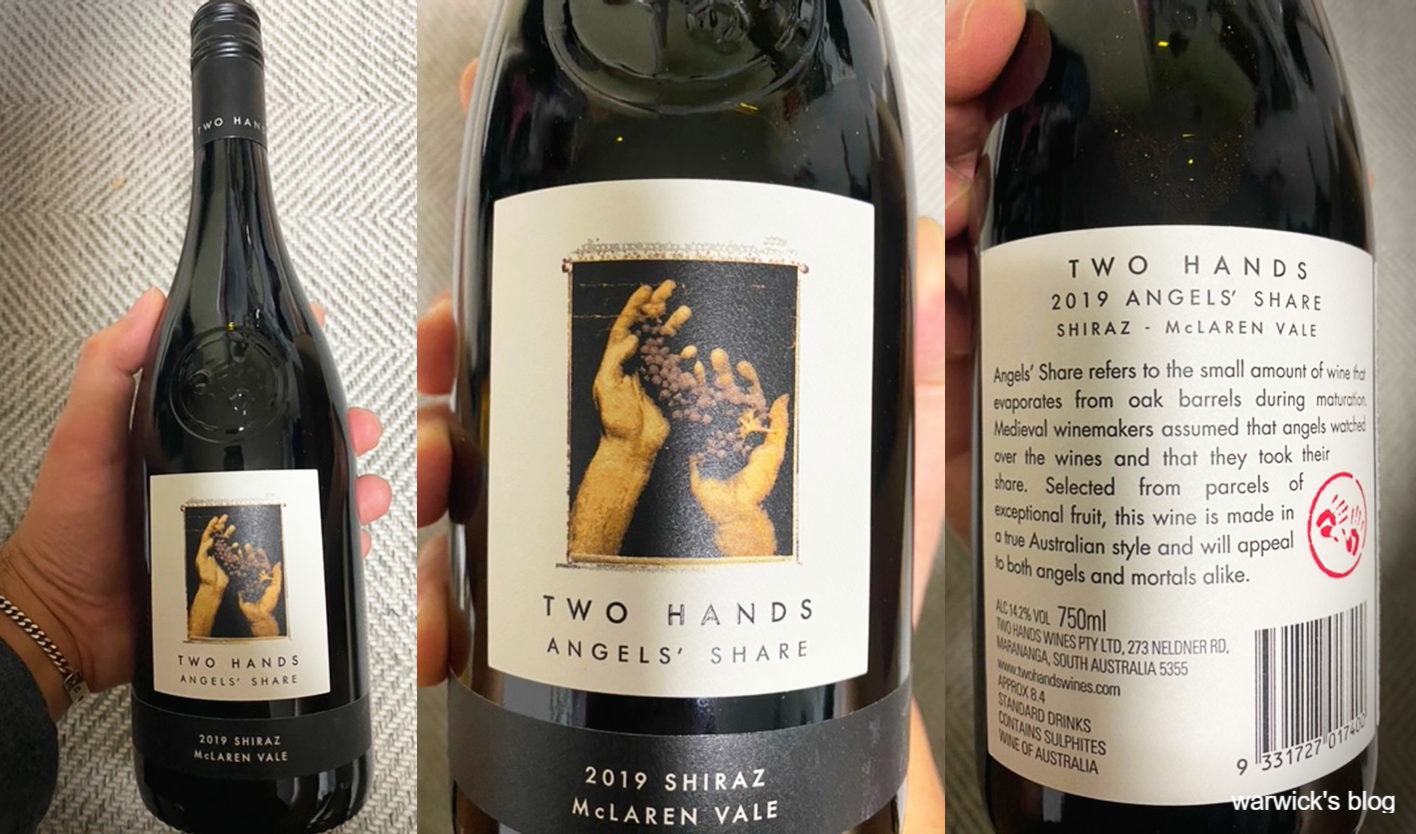 TWO HANDS
TWO HANDS
ANGELS' SHARE
2019 SHIRAZ
McLAREN VALE
TWO HANDS
ANGELS' SHARE
2019 SHIRAZ
McLAREN VALE
TWO HANDS
2019 ANGELS' SHARE
SHIRAZ - McLAREN VALE
Angels' Share refers to the small amount of wine that
evaporates from oak barrels during maturation.
Medieval winemakers assumed that angels watched
over the wines and that they took their
share. Selected from parcels of
exceptional fruit, this wine is made in
a true Australian style and will appeal
to both angels and mortals alike.
ALC 14.2% VOL 750ml
TWO HANDS WINES PTY LTD, 273 NELDNER RD,
MARANANGA, SOUTH AUSTRALIA 5355
www.twohandswines.com
APPROX 8.4
STANDARD DRINKS
CONTAINS SULPHITES
WINE OF AUSTRALIA
9 331727 017400
warwick's blog